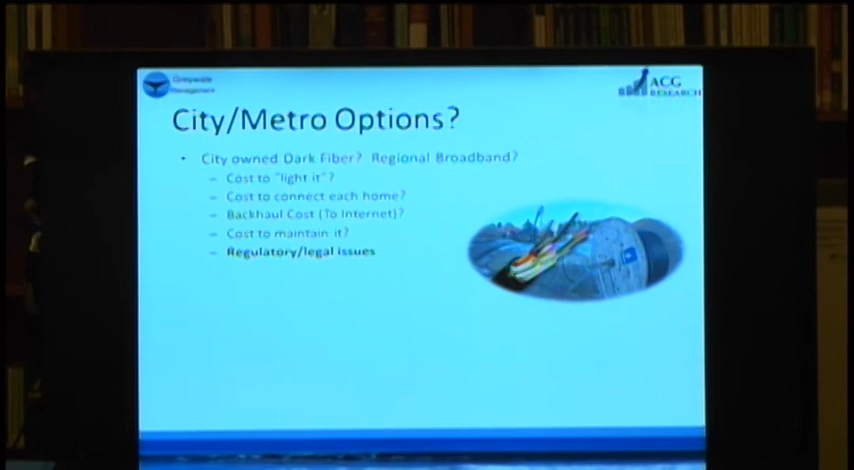 Management
ACG
RESEARCH
City/Metro Options?
• City owned Dark Fiber? Regional Broadband?
– Cost to "light it"?
– Cost to connect each home?
– Backhaul Cost (To Internet)?
– Cost to maintain it?
– Regulatory/legal issues